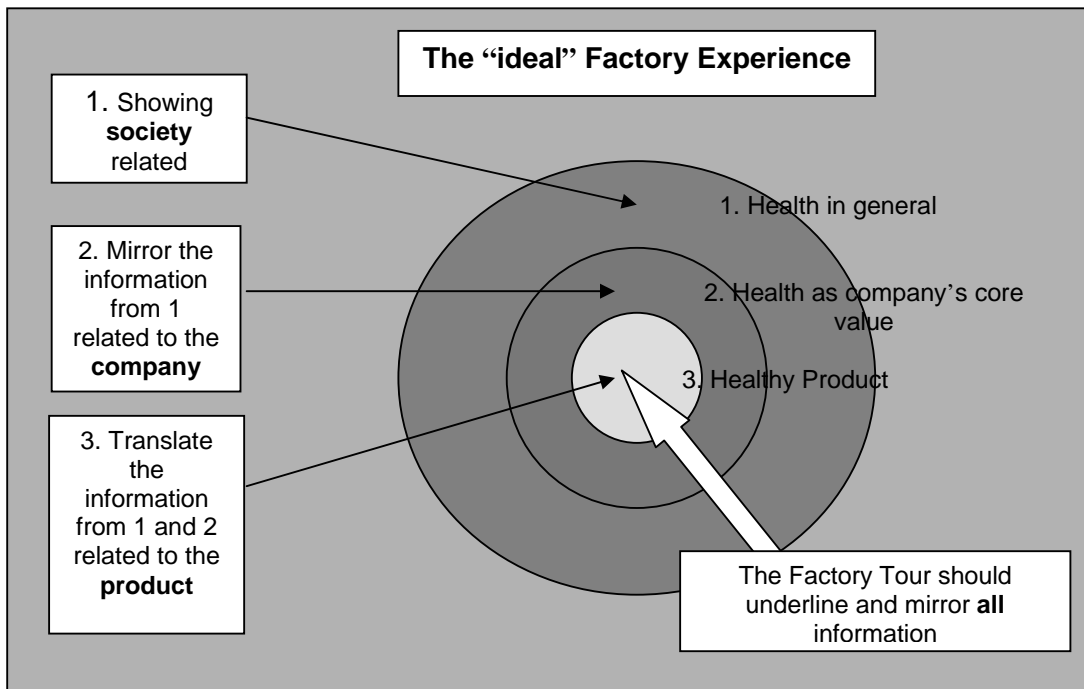 The “ideal” Factory Experience
1. Showing
society
related
2. Mirror the
information
from 1
related to the
company
3. Translate
the
information
from 1 and 2
related to the
product
1. Health in general
2. Health as company’s core
value
3. Healthy Product
The Factory Tour should
underline and mirror all
information